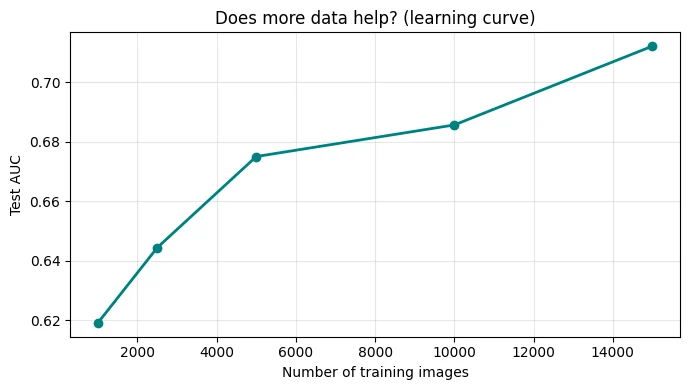 Does more data help? (learning curve)
Test AUC
0.70
0.68
0.66
0.64
0.62
2000 4000 6000 8000 10000 12000 14000
Number of training images